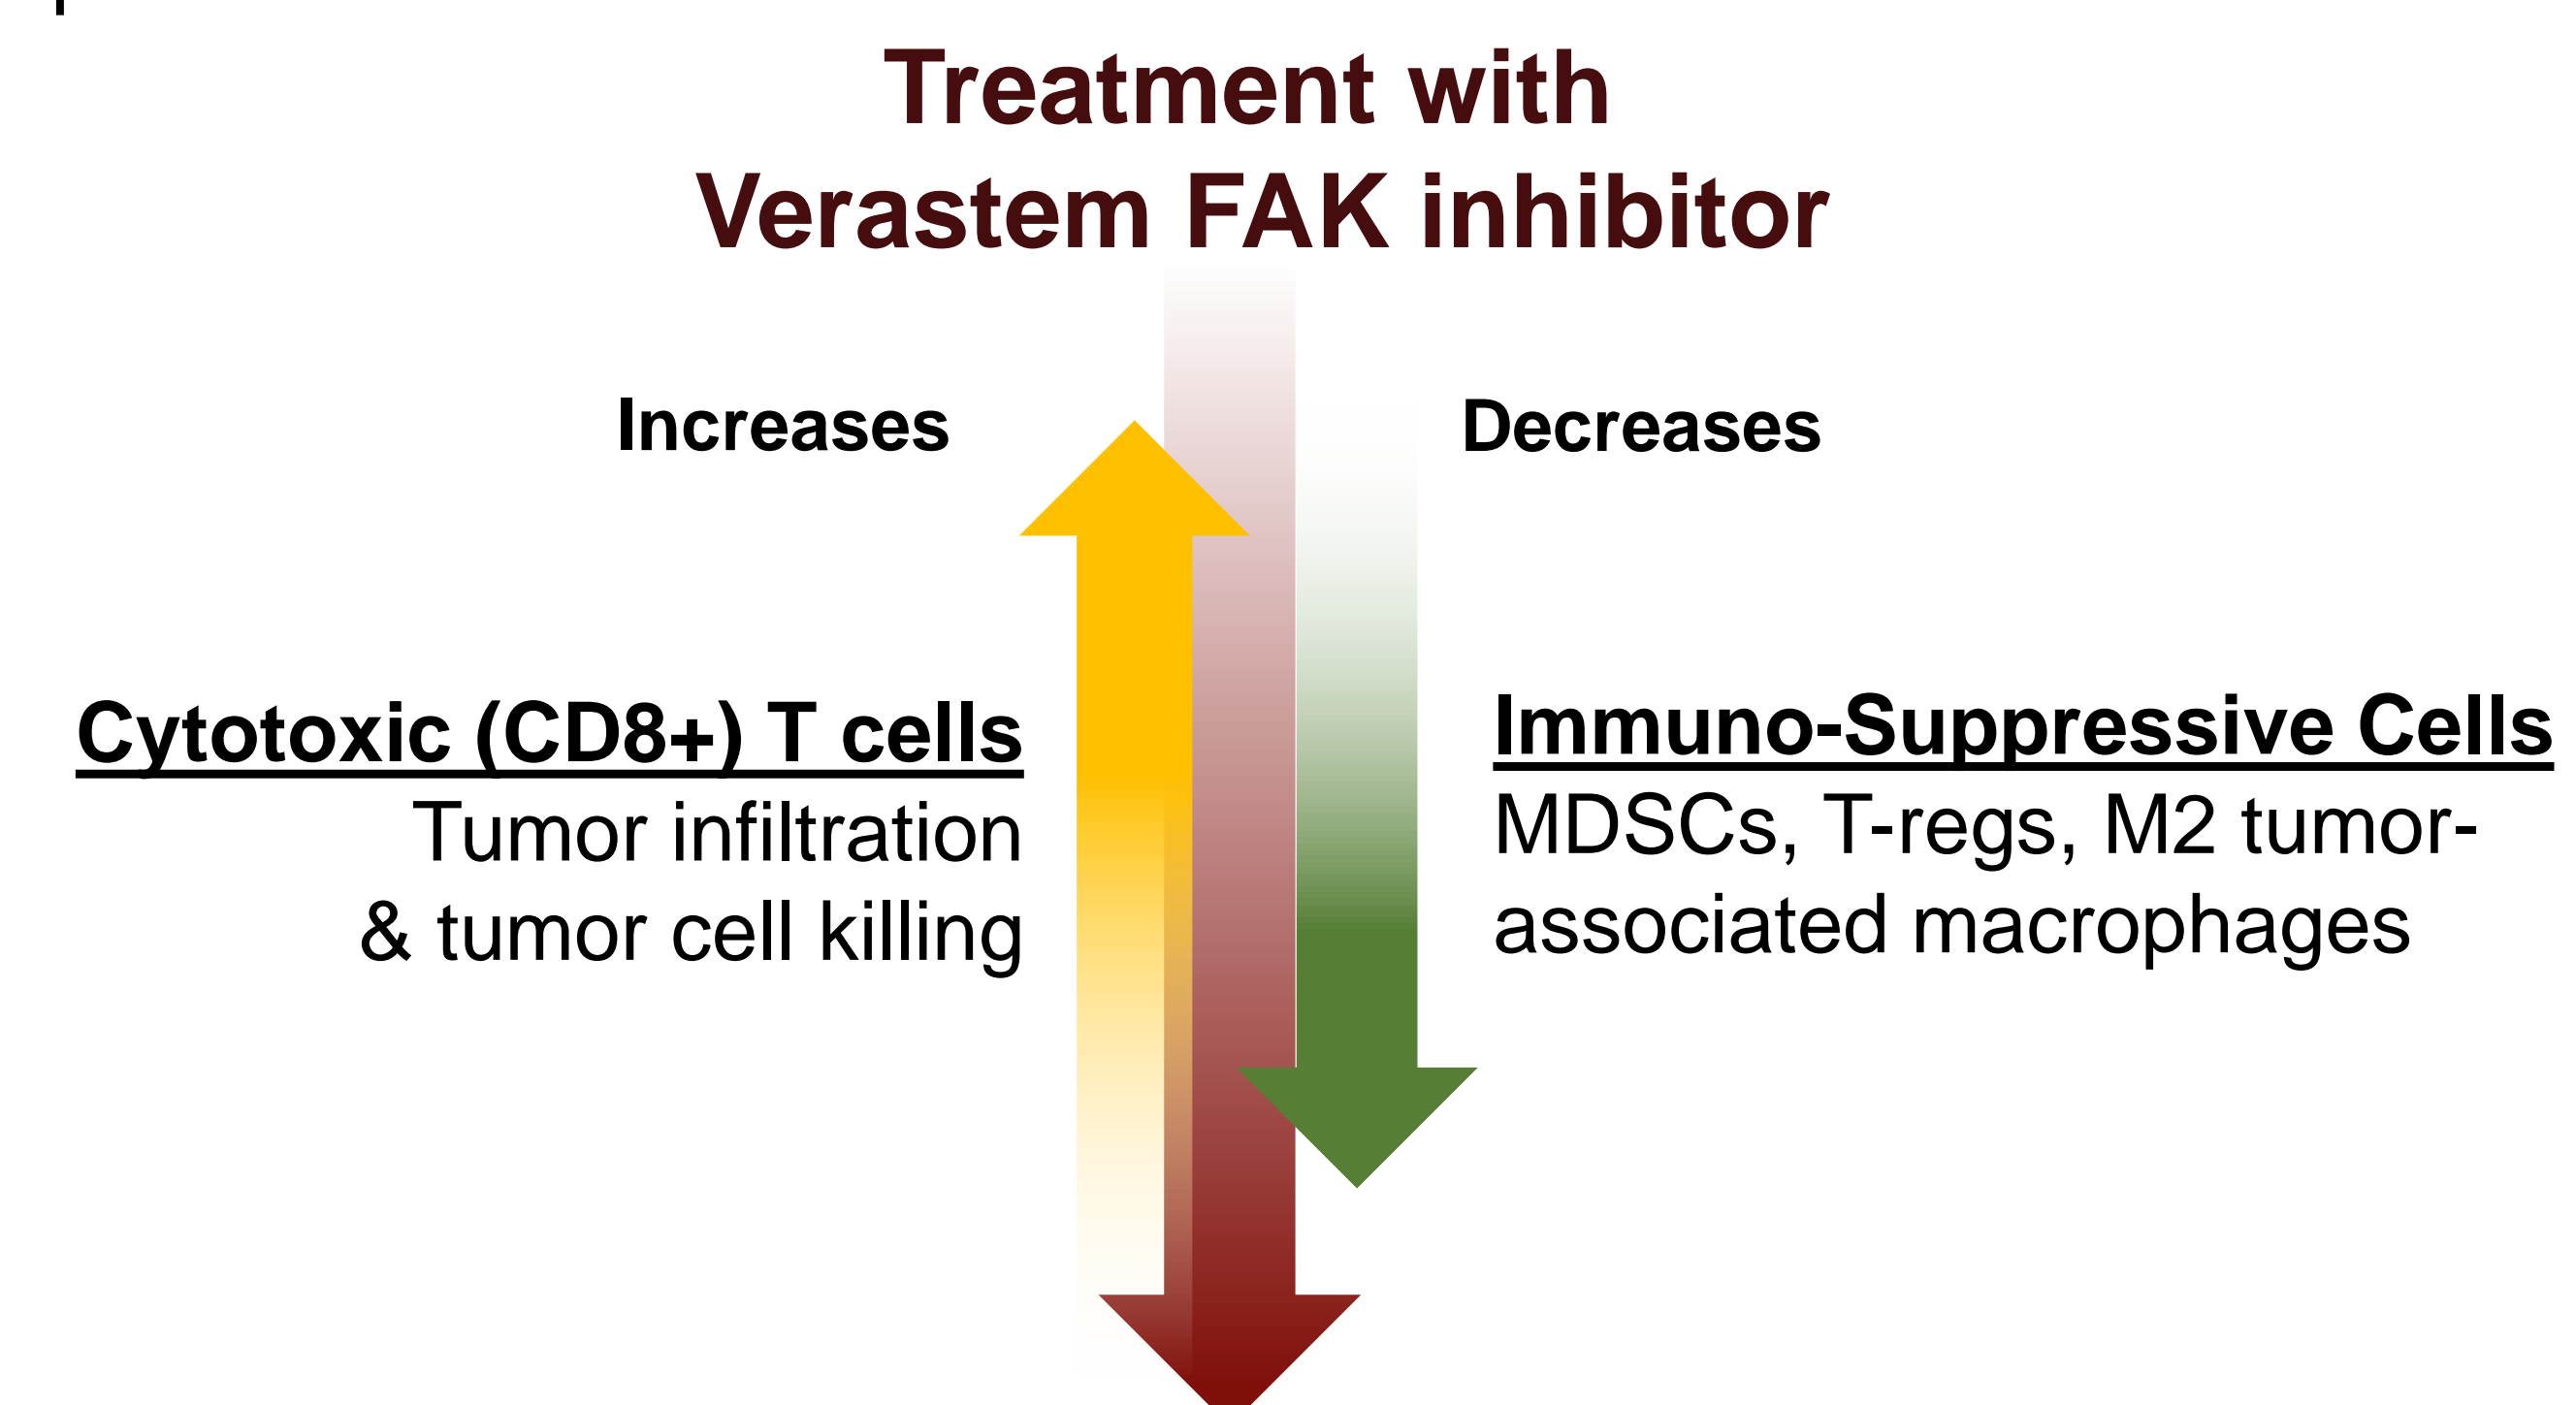 Treatment with
Verastem FAK inhibitor
Increases
Decreases
Cytotoxic (CD8+) T cells
Tumor infiltration
& tumor cell killing
Immuno-Suppressive Cells
MDSCs, T-regs, M2 tumor-
associated macrophages